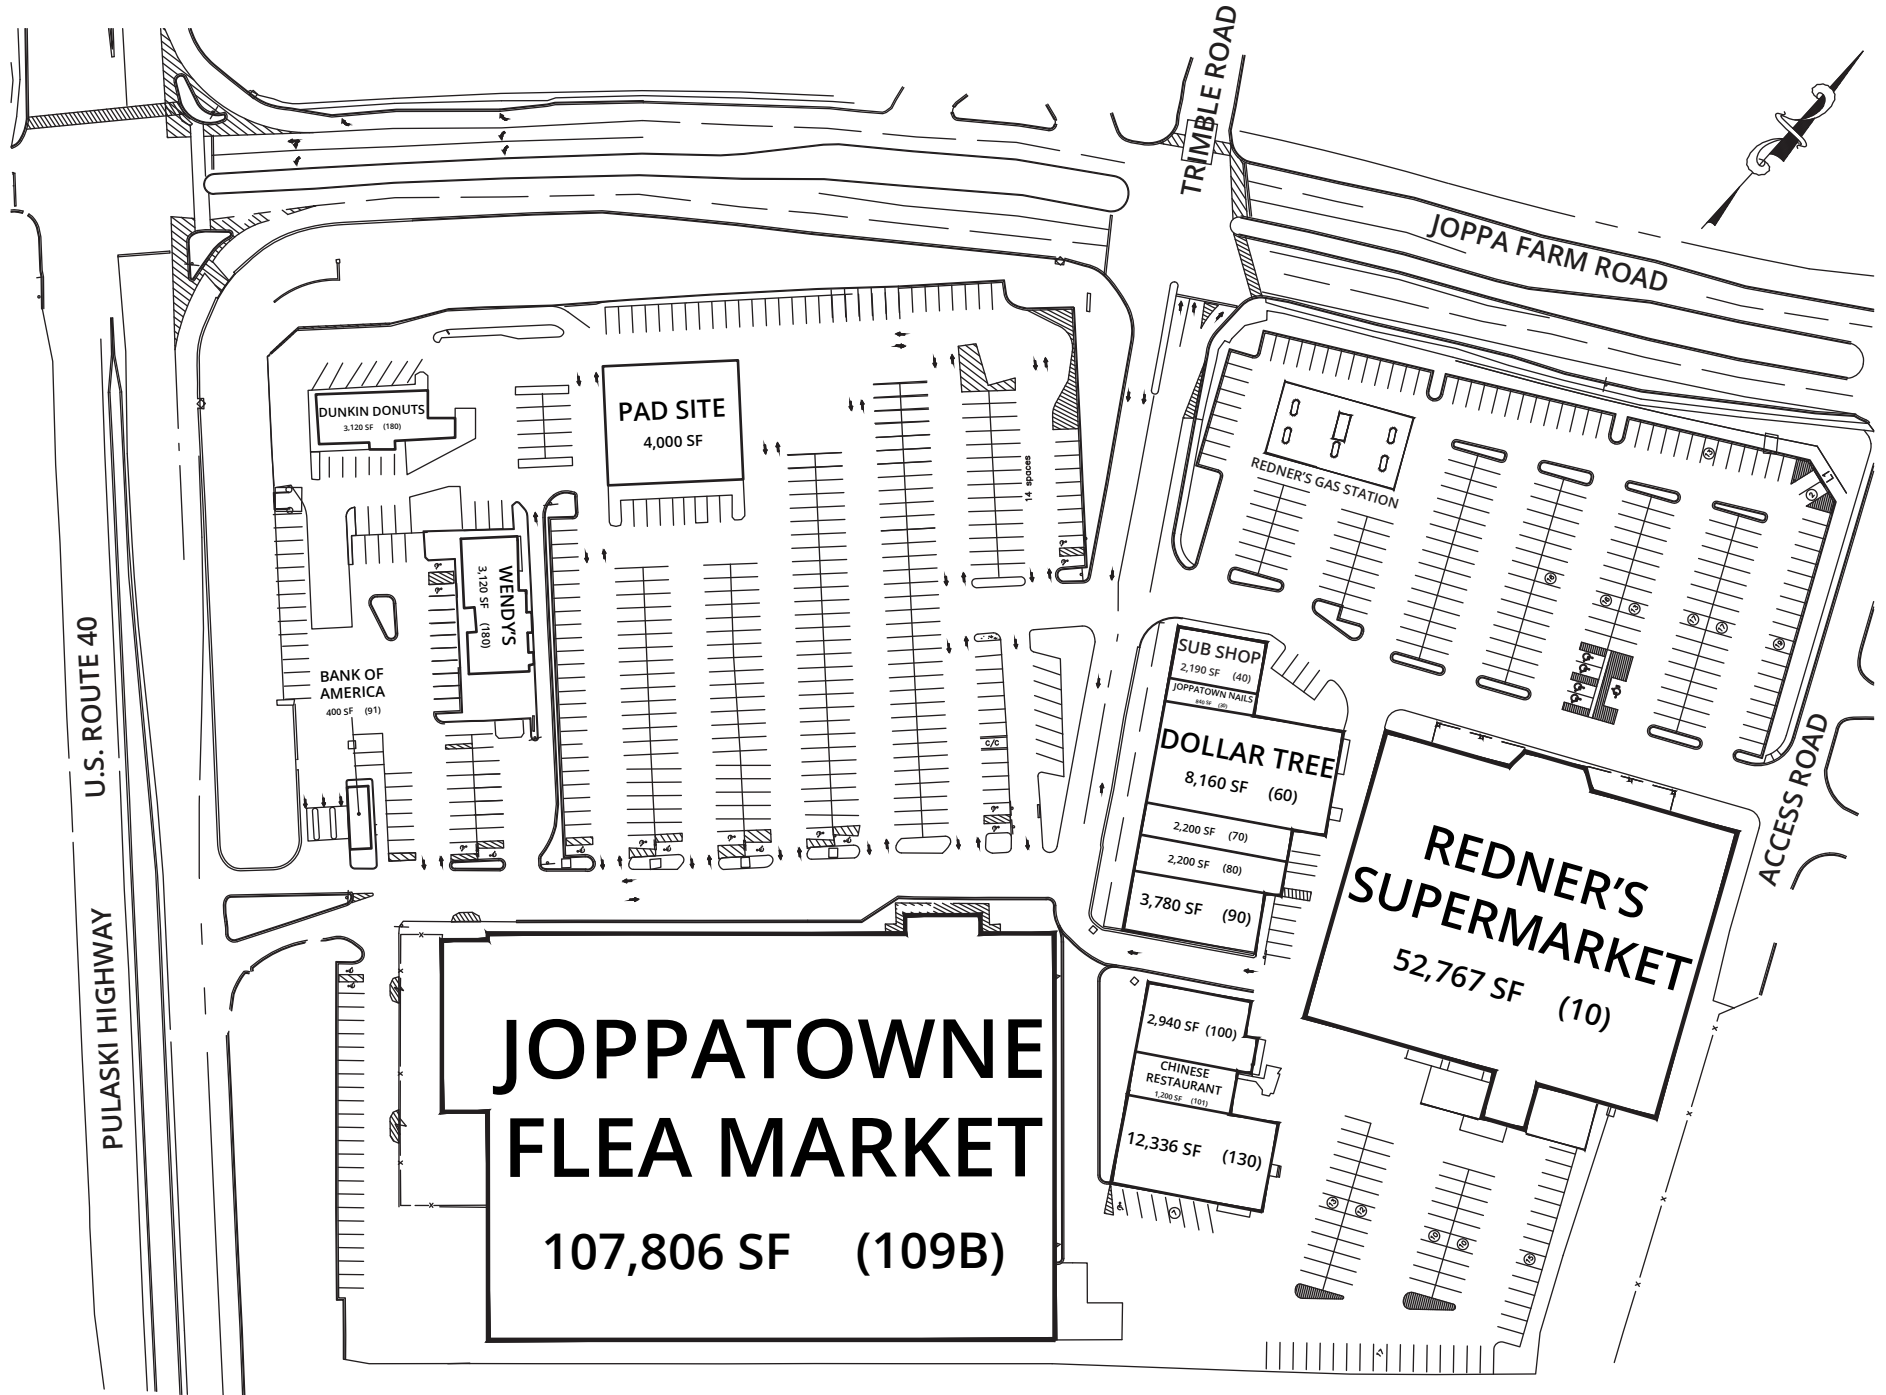 TRIMBLE ROAD
JOPPA FARM ROAD
DUNKIN DONUTS
3,120 SF (180)
PAD SITE
4,000 SF
14 spaces
REDNER'S GAS STATION
L1
WENDY'S
3,120 SF (180)
BANK OF
AMERICA
400 SF (91)
U.S. ROUTE 40
PULASKI HIGHWAY
C/C
SUB SHOP
2,190 SF (40)
JOPPATOWN NAILS
840 SF (30)
DOLLAR TREE
8,160 SF (60)
2,200 SF (70)
2,200 SF (80)
3,780 SF (90)
REDNER'S
SUPERMARKET
52,767 SF (10)
ACCESS ROAD
JOPPATOWNE
FLEA MARKET
107,806 SF (109B)
2,940 SF (100)
CHINESE
RESTAURANT
1,200 SF (101)
12,336 SF (130)